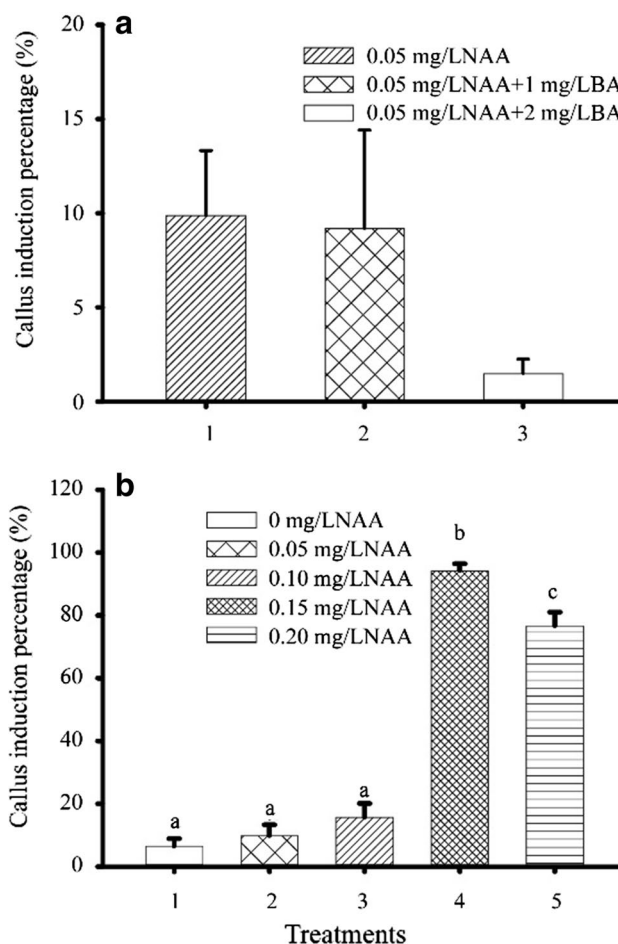 a
20
15
10
5
0
Callus induction percentage (%)
0.05 mg/LNAA
0.05 mg/LNAA+1 mg/LBA
0.05 mg/LNAA+2 mg/LBA
1 2 3
b
120
100
80
60
40
20
0
Callus induction percentage (%)
0 mg/LNAA
0.05 mg/LNAA
0.10 mg/LNAA
0.15 mg/LNAA
0.20 mg/LNAA
a a a b c
1 2 3 4 5
Treatments